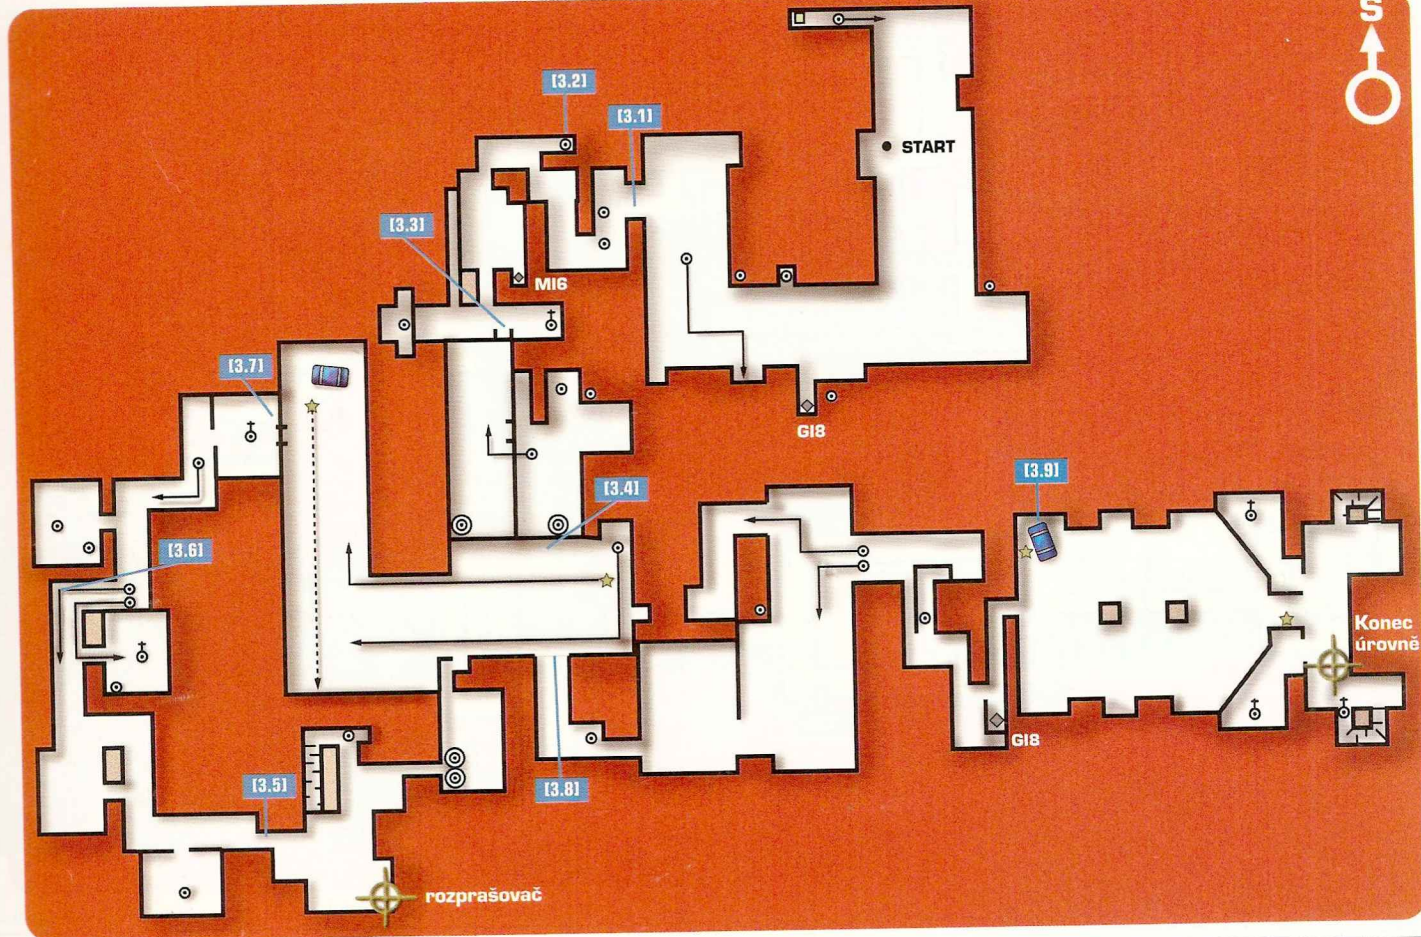 S
[3.2]
[3.1]
START
[3.3]
MI6
[3.7]
GI8
[3.4]
[3.9]
[3.6]
Konec
úrovně
GI8
[3.5]
[3.8]
rozprašovač